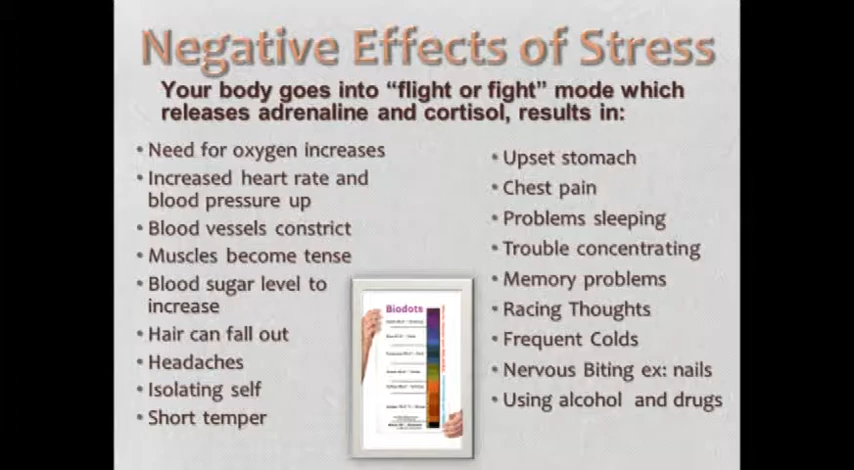 Negative Effects of Stress
Your body goes into “flight or fight” mode which
releases adrenaline and cortisol, results in:
• Need for oxygen increases
• Increased heart rate and
blood pressure up
• Blood vessels constrict
• Muscles become tense
• Blood sugar level to
increase
• Hair can fall out
• Headaches
• Isolating self
• Short temper
• Upset stomach
• Chest pain
• Problems sleeping
• Trouble concentrating
• Memory problems
• Racing Thoughts
• Frequent Colds
• Nervous Biting ex: nails
• Using alcohol and drugs
Biodots